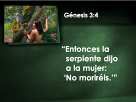 Génesis 3:4
“Entonces la
serpiente dijo
a la mujer:
‘No moriréis.’”